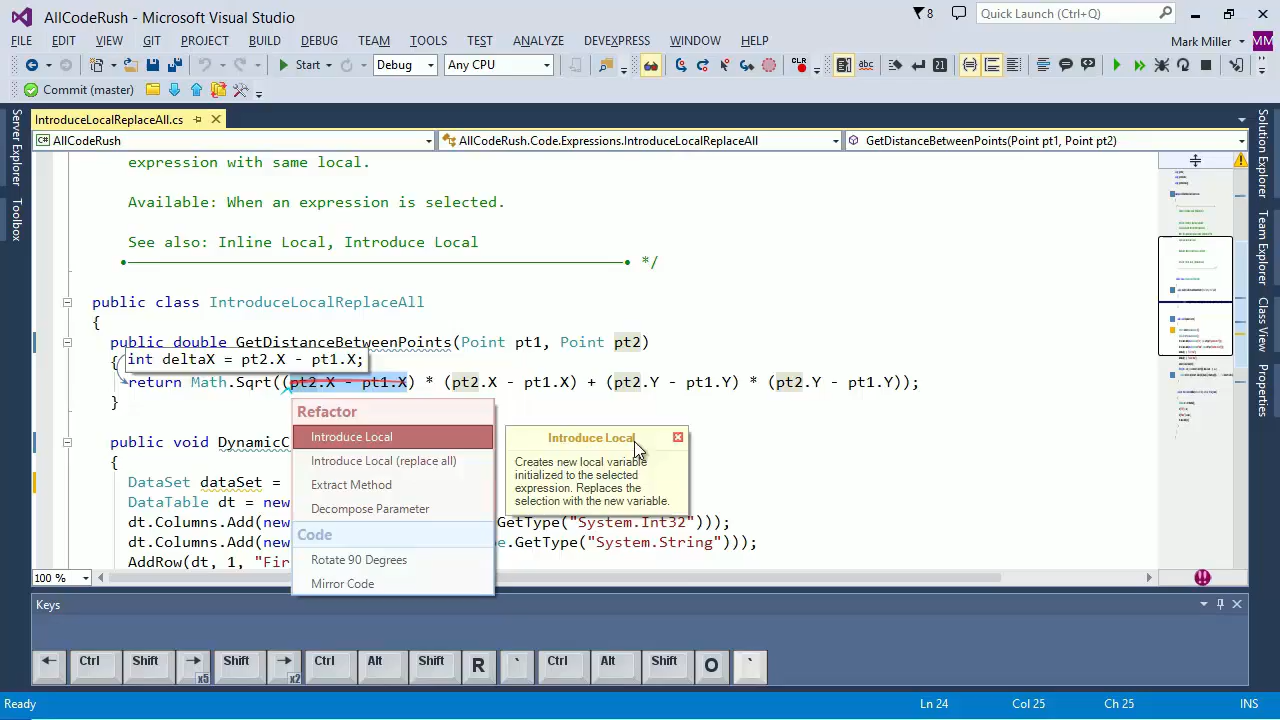 AllCodeRush - Microsoft Visual Studio
8
Quick Launch (Ctrl+Q)
FILE EDIT VIEW GIT PROJECT BUILD DEBUG TEAM TOOLS TEST ANALYZE DEVEXPRESS WINDOW HELP
Mark Miller
MM
Start
Debug
Any CPU
CLR
abc
21
Commit (master)
IntroduceLocalReplaceAll.cs
C# AllCodeRush
AllCodeRush.Code.Expressions.IntroduceLocalReplaceAll
GetDistanceBetweenPoints(Point pt1, Point pt2)
Server Explorer
Toolbox
Solution Explorer
Team Explorer
Class View
Properties
expression with same local.
Available: When an expression is selected.
See also: Inline Local, Introduce Local
*/
public class IntroduceLocalReplaceAll
{
public double GetDistanceBetweenPoints(Point pt1, Point pt2)
{
int deltaX = pt2.X - pt1.X;
return Math.Sqrt((pt2.X - pt1.X) * (pt2.X - pt1.X) + (pt2.Y - pt1.Y) * (pt2.Y - pt1.Y));
}
public void DynamicC
{
DataSet dataSet =
DataTable dt = new
dt.Columns.Add(new GetType("System.Int32")));
dt.Columns.Add(new e.GetType("System.String")));
AddRow(dt, 1, "Fir
Refactor
Introduce Local
Introduce Local (replace all)
Extract Method
Decompose Parameter
Code
Rotate 90 Degrees
Mirror Code
Introduce Local
Creates new local variable
initialized to the selected
expression. Replaces the
selection with the new variable.
100 %
Keys
← Ctrl Shift → x5 Shift → x2 Ctrl Alt Shift R ` Ctrl Alt Shift O `
Ready
Ln 24
Col 25
Ch 25
INS